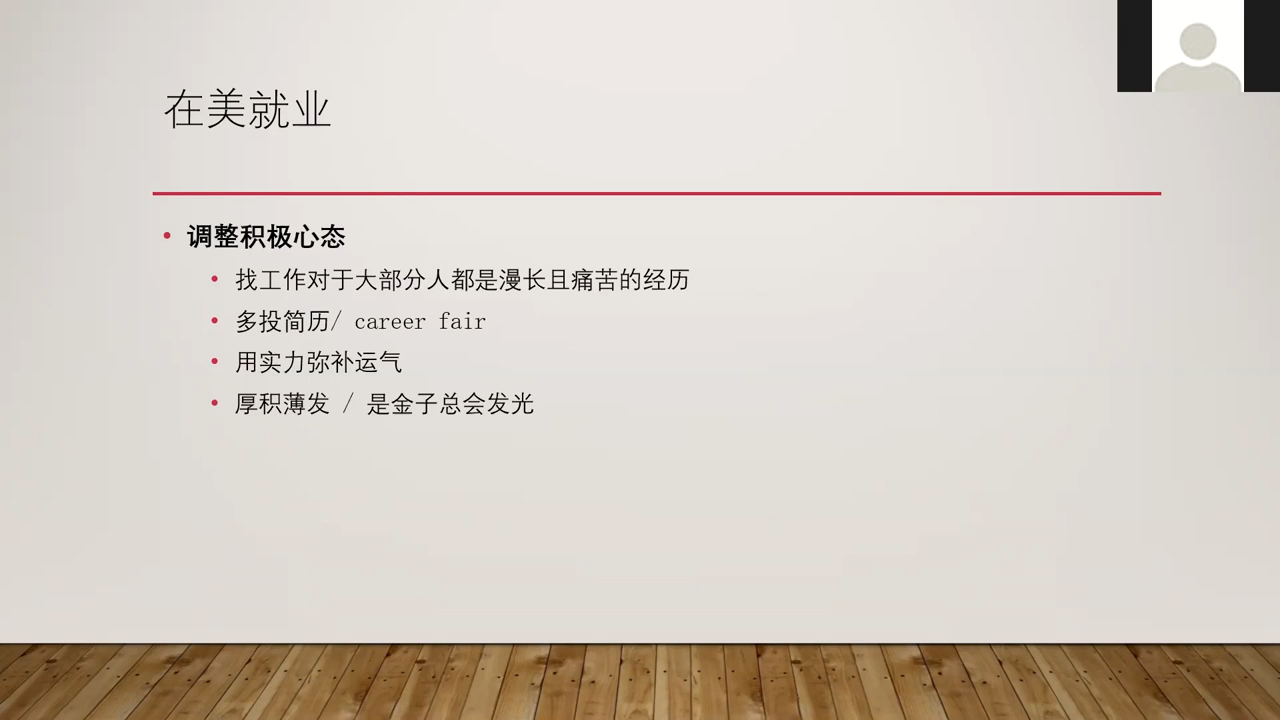 在美就业
调整积极心态
找工作对于大部分人都是漫长且痛苦的经历
多投简历/ career fair
用实力弥补运气
厚积薄发 / 是金子总会发光